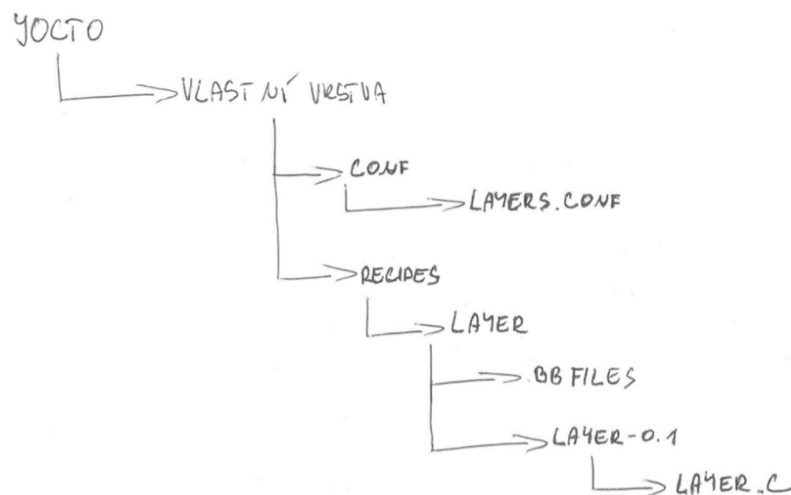 YOCTO
VLASTNÍ VRSTVA
CONF
LAYERS.CONF
RECIPES
LAYER
BB FILES
LAYER-0.1
LAYER.C